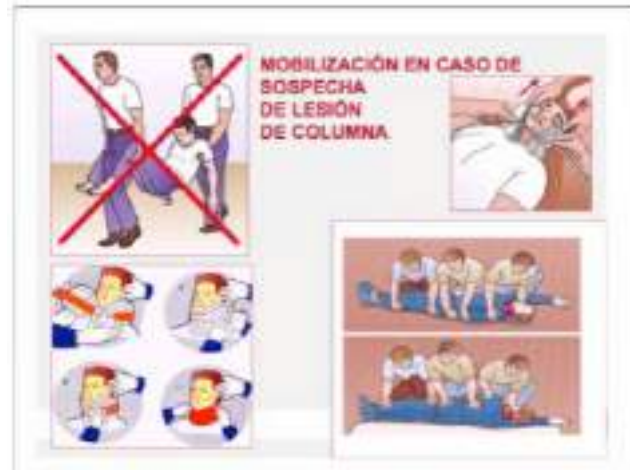 MOBILIZACIÓN EN CASO DE
SOSPECHA
DE LESIÓN
DE COLUMNA